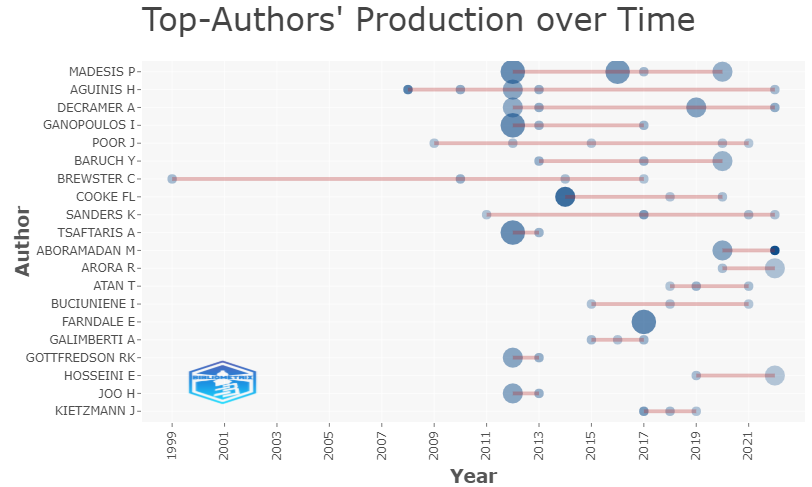 Top-Authors' Production over Time
MADESIS P
AGUINIS H
DECRAMER A
GANOPOULOS I
POOR J
BARUCH Y
BREWSTER C
COOKE FL
SANDERS K
TSAFTARIS A
ABORAMADAN M
ARORA R
ATAN T
BUCIUNIENE I
FARNDALE E
GALIMBERTI A
GOTTFREDSON RK
HOSSEINI E
JOO H
KIETZMANN J
Author
BIBLIOMETRIX
1999
2001
2003
2005
2007
2009
2011
2013
2015
2017
2019
2021
Year